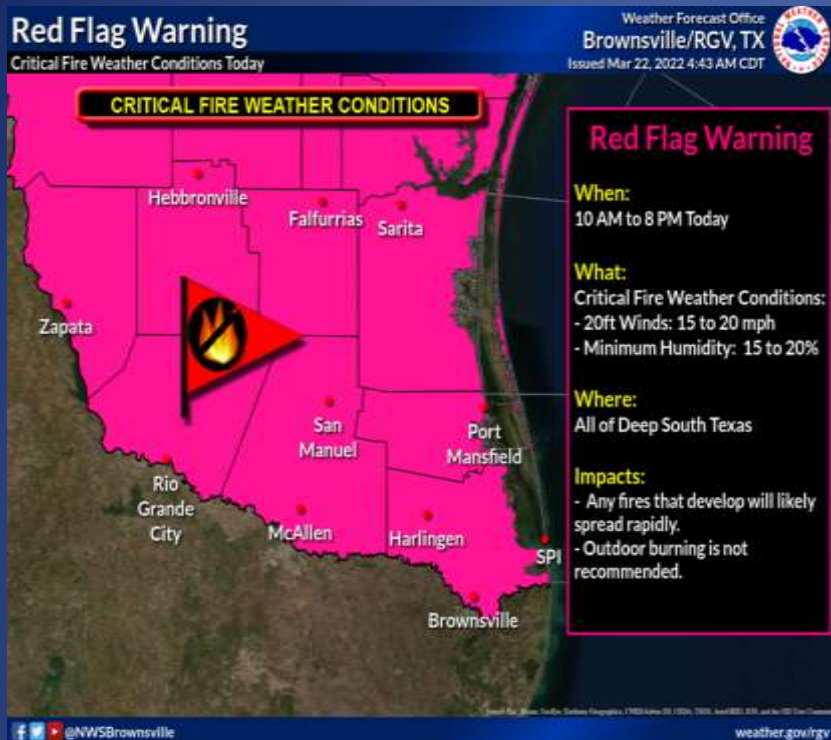 Red Flag Warning
Critical Fire Weather Conditions Today
Weather Forecast Office
Brownsville/RGV, TX
Issued Mar 22, 2022 4:43 AM CDT
CRITICAL FIRE WEATHER CONDITIONS
Hebbronville
Falfurrias
Sarita
Zapata
San
Manuel
Port
Mansfield
Rio
Grande
City
McAllen
Harlingen
SPI
Brownsville
Red Flag Warning
When:
10 AM to 8 PM Today
What:
Critical Fire Weather Conditions:
- 20ft Winds: 15 to 20 mph
- Minimum Humidity: 15 to 20%
Where:
All of Deep South Texas
Impacts:
- Any fires that develop will likely
spread rapidly.
- Outdoor burning is not
recommended.
@NWSBrownsville
weather.gov/rgv